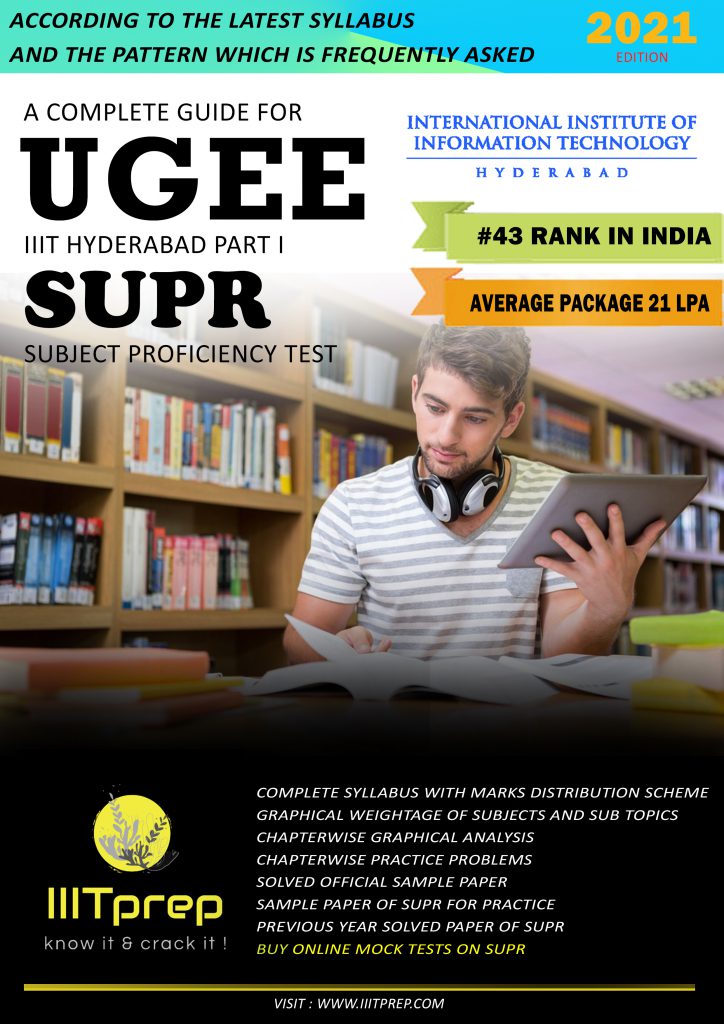 ACCORDING TO THE LATEST SYLLABUS
AND THE PATTERN WHICH IS FREQUENTLY ASKED
2021
EDITION
A COMPLETE GUIDE FOR
UGEE
IIIT HYDERABAD PART I
SUPR
SUBJECT PROFICIENCY TEST
INTERNATIONAL INSTITUTE OF
INFORMATION TECHNOLOGY
HYDERABAD
#43 RANK IN INDIA
AVERAGE PACKAGE 21 LPA
IIITprep
know it & crack it !
COMPLETE SYLLABUS WITH MARKS DISTRIBUTION SCHEME
GRAPHICAL WEIGHTAGE OF SUBJECTS AND SUB TOPICS
CHAPTERWISE GRAPHICAL ANALYSIS
CHAPTERWISE PRACTICE PROBLEMS
SOLVED OFFICIAL SAMPLE PAPER
SAMPLE PAPER OF SUPR FOR PRACTICE
PREVIOUS YEAR SOLVED PAPER OF SUPR
BUY ONLINE MOCK TESTS ON SUPR
VISIT : WWW.IIITPREP.COM